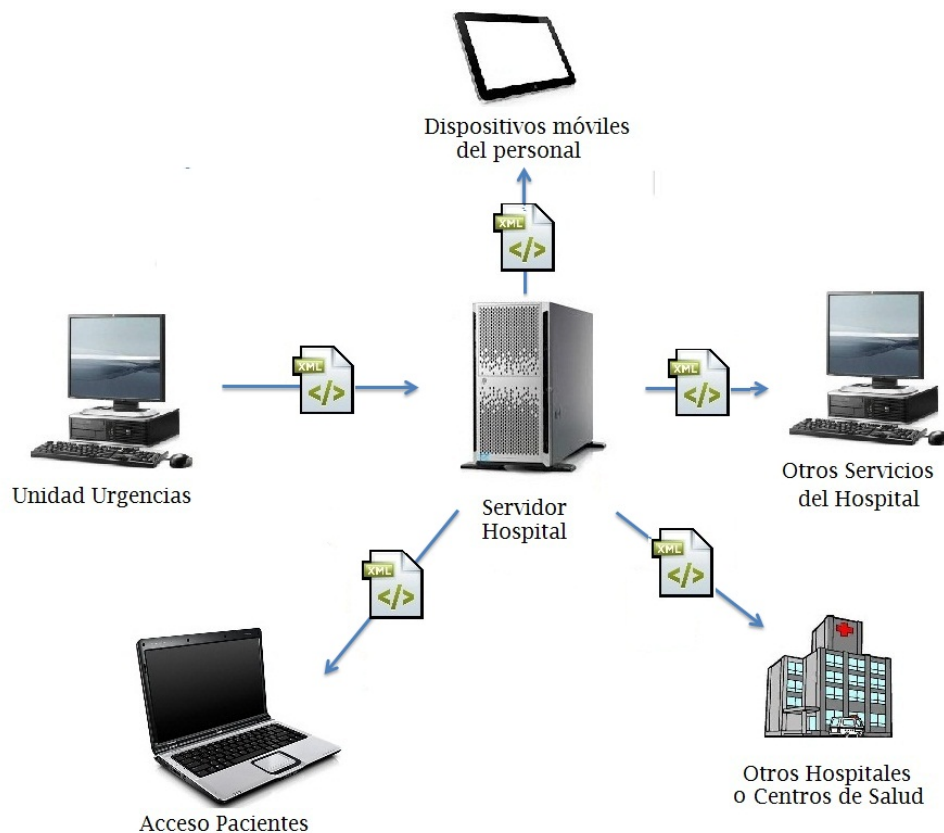 Dispositivos móviles
del personal
XML
</>
XML
</>
XML
</>
Unidad Urgencias
Servidor
Hospital
Otros Servicios
del Hospital
XML
</>
XML
</>
Acceso Pacientes
Otros Hospitales
o Centros de Salud